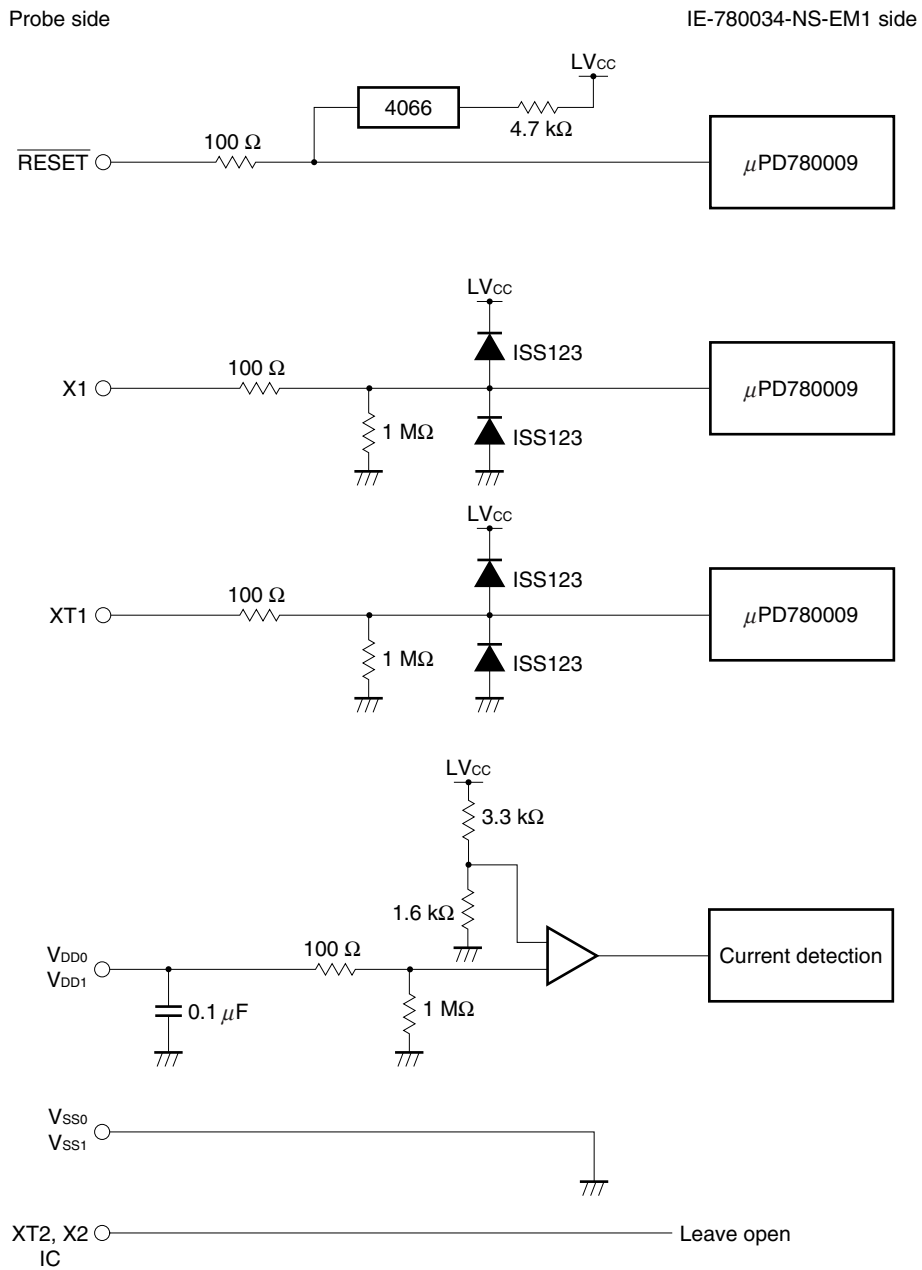 Probe side
IE-780034-NS-EM1 side
LVCC
4066
4.7 kΩ
100 Ω
RESET
μPD780009
LVCC
ISS123
100 Ω
X1
μPD780009
1 MΩ
ISS123
LVCC
ISS123
100 Ω
XT1
μPD780009
1 MΩ
ISS123
LVCC
3.3 kΩ
1.6 kΩ
100 Ω
VDD0
VDD1
Current detection
0.1 μF
1 MΩ
VSS0
VSS1
XT2, X2
IC
Leave open